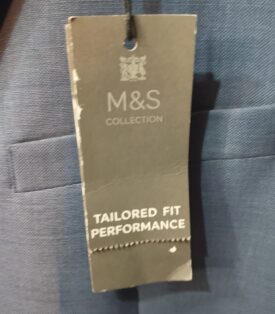 M&S
COLLECTION
TAILORED FIT
PERFORMANCE